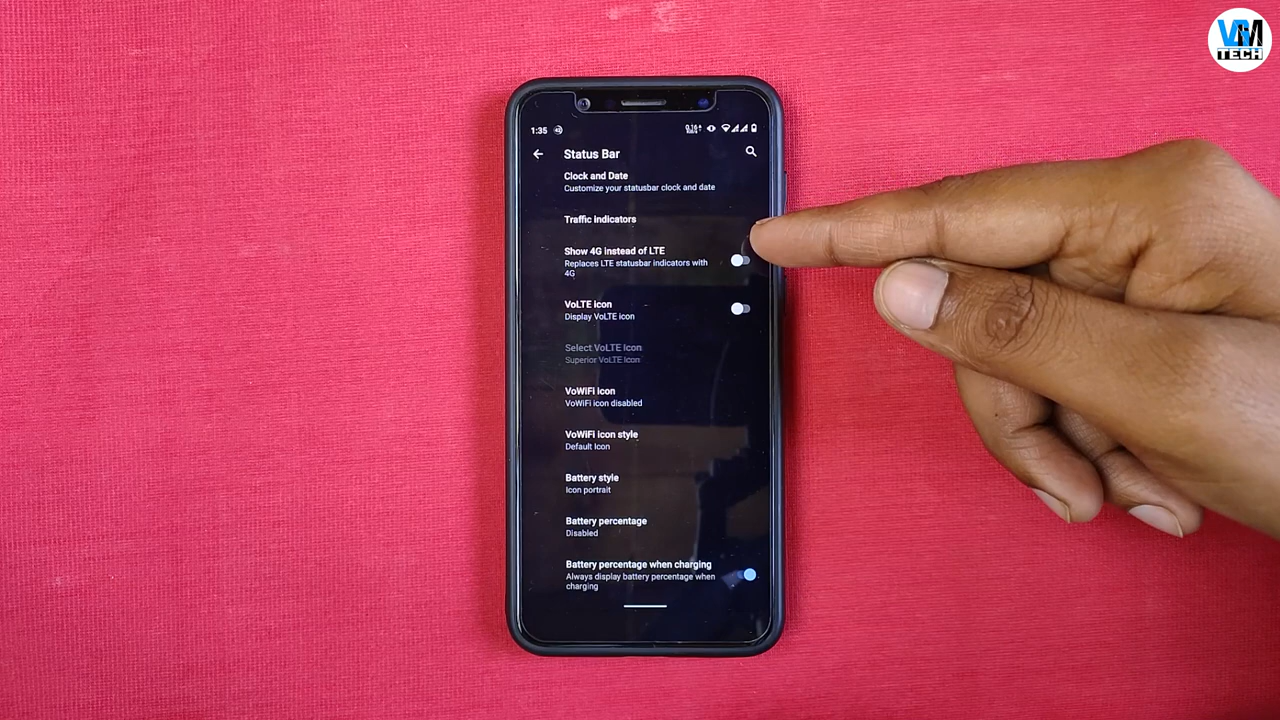 VGM
TECH
1:35
Status Bar
Clock and Date
Customize your statusbar clock and date
Traffic indicators
Show 4G instead of LTE
Replaces LTE statusbar indicators with
4G
VoLTE icon
Display VoLTE icon
Select VoLTE icon
Superior VoLTE icon
VoWiFi icon
VoWiFi icon disabled
VoWiFi icon style
Default icon
Battery style
Icon portrait
Battery percentage
Disabled
Battery percentage when charging
Always display battery percentage when
charging